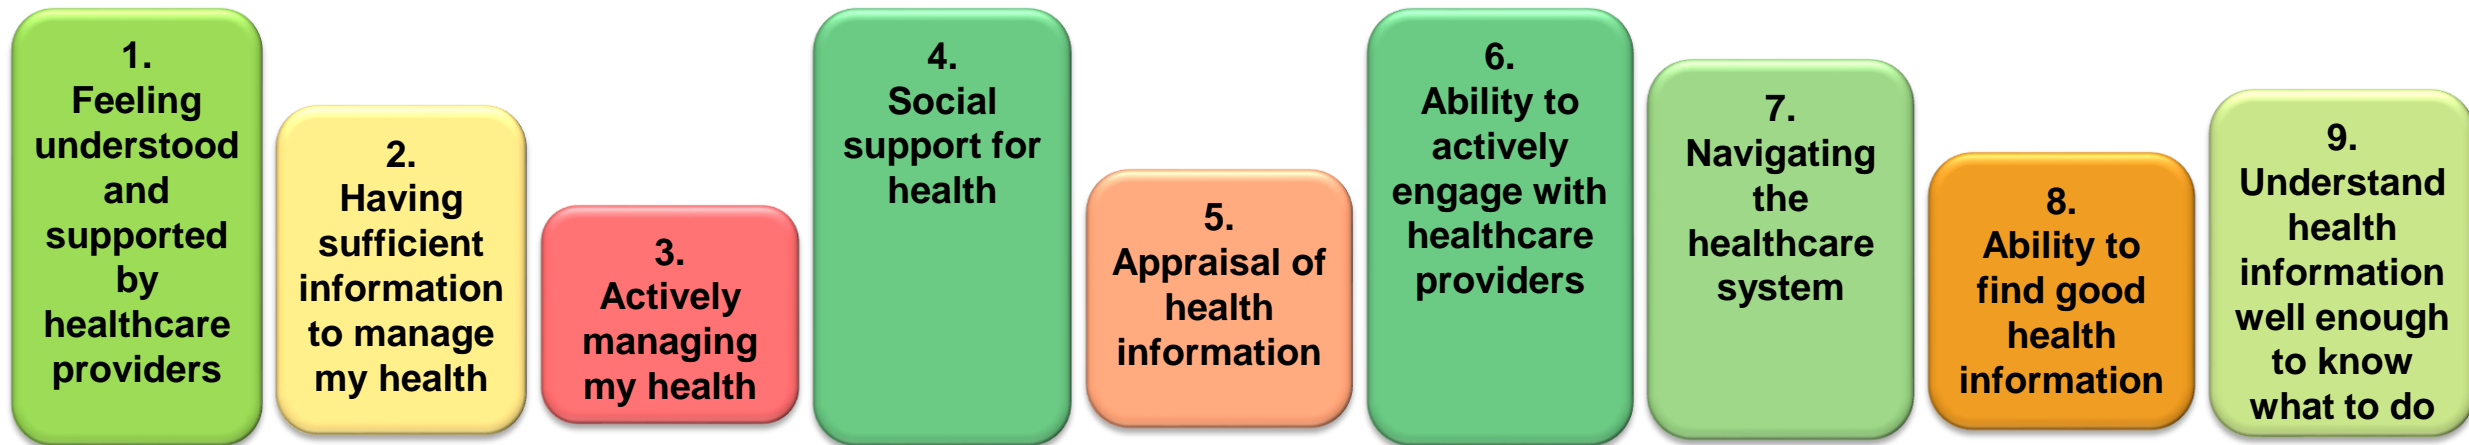 1.
Feeling
understood
and
supported
by
healthcare
providers
2.
Having
sufficient
information
to manage
my health
3.
Actively
managing
my health
4.
Social
support for
health
5.
Appraisal of
health
information
6.
Ability to
actively
engage with
healthcare
providers
7.
Navigating
the
healthcare
system
8.
Ability to
find good
health
information
9.
Understand
health
information
well enough
to know
what to do